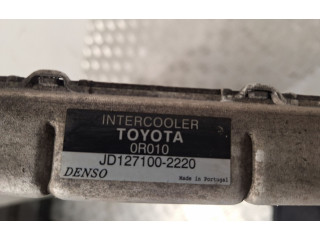 INTERCOOLER
TOYOTA
0R010
JD127100-2220
DENSO Made in Portugal